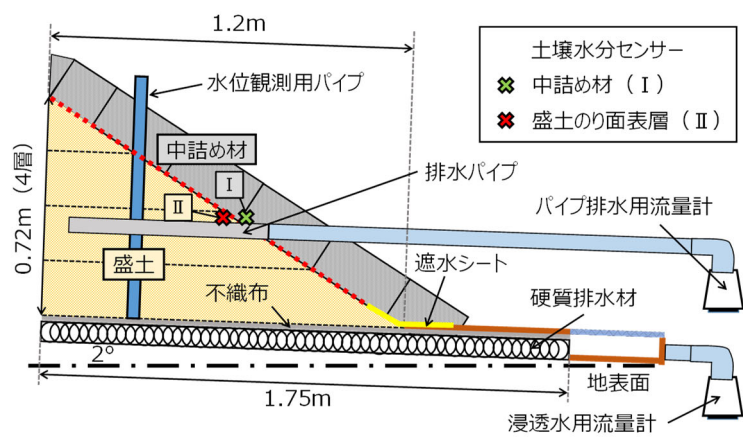 1.2m
土壌水分センサー
中詰め材（Ⅰ）
盛土のり面表層（Ⅱ）
水位観測用パイプ
中詰め材
排水パイプ
Ⅰ
Ⅱ
パイプ排水用流量計
0.72m（4層）
盛土
遮水シート
不織布
硬質排水材
2°
地表面
1.75m
浸透水用流量計